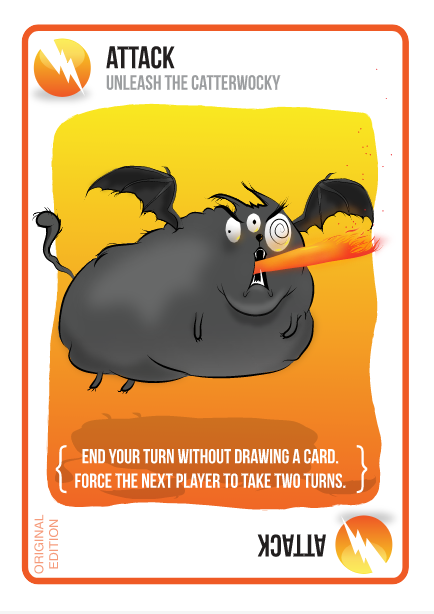 ATTACK
UNLEASH THE CATTERWOCKY
END YOUR TURN WITHOUT DRAWING A CARD.
FORCE THE NEXT PLAYER TO TAKE TWO TURNS.
ORIGINAL
EDITION
ATTACK